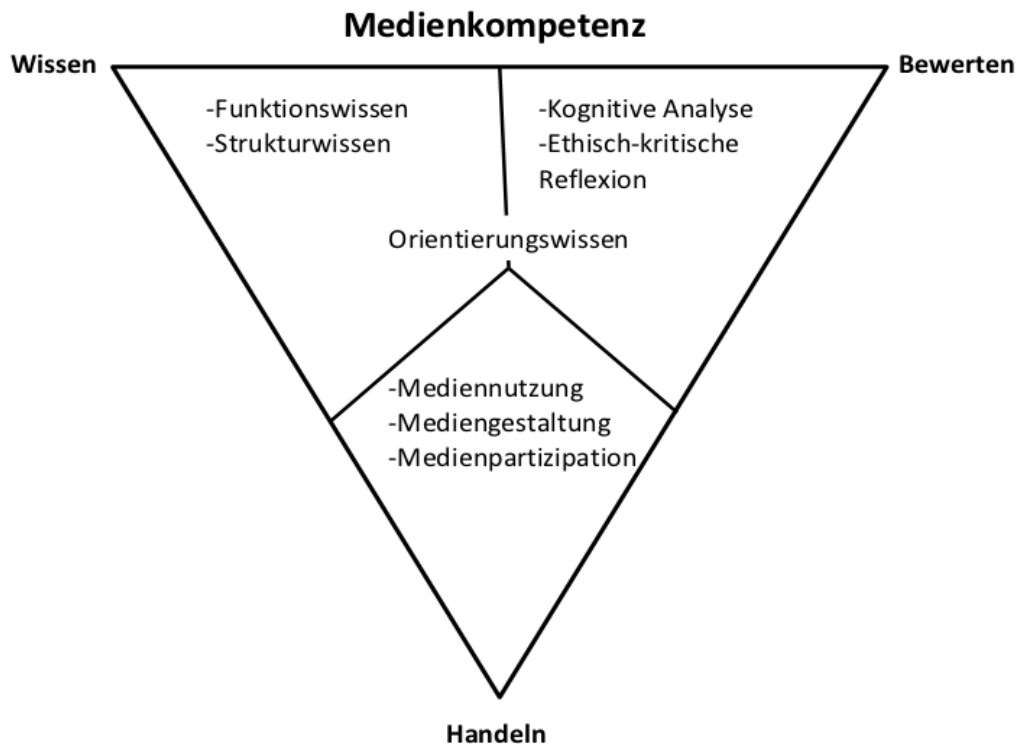 Medienkompetenz
Wissen
Bewerten
-Funktionswissen
-Strukturwissen
-Kognitive Analyse
-Ethisch-kritische
Reflexion
Orientierungswissen
-Mediennutzung
-Mediengestaltung
-Medienpartizipation
Handeln